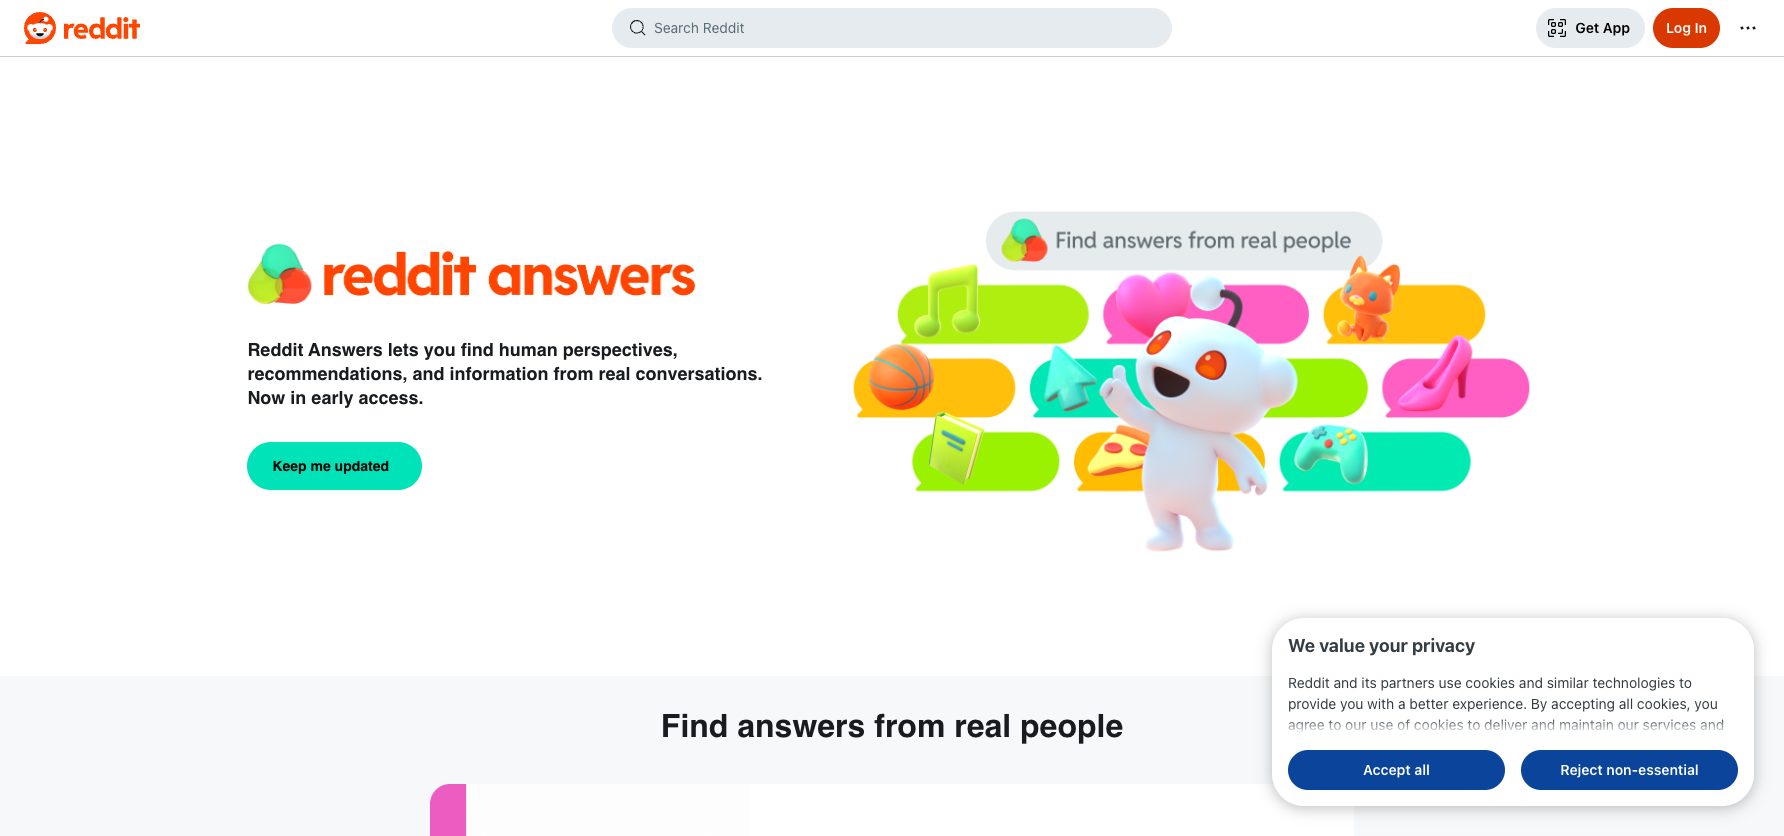 reddit
Search Reddit
Get App
Log In
reddit answers
Reddit Answers lets you find human perspectives,
recommendations, and information from real conversations.
Now in early access.
Keep me updated
Find answers from real people
Find answers from real people
We value your privacy
Reddit and its partners use cookies and similar technologies to
provide you with a better experience. By accepting all cookies, you
agree to our use of cookies to deliver and maintain our services and
Accept all
Reject non-essential